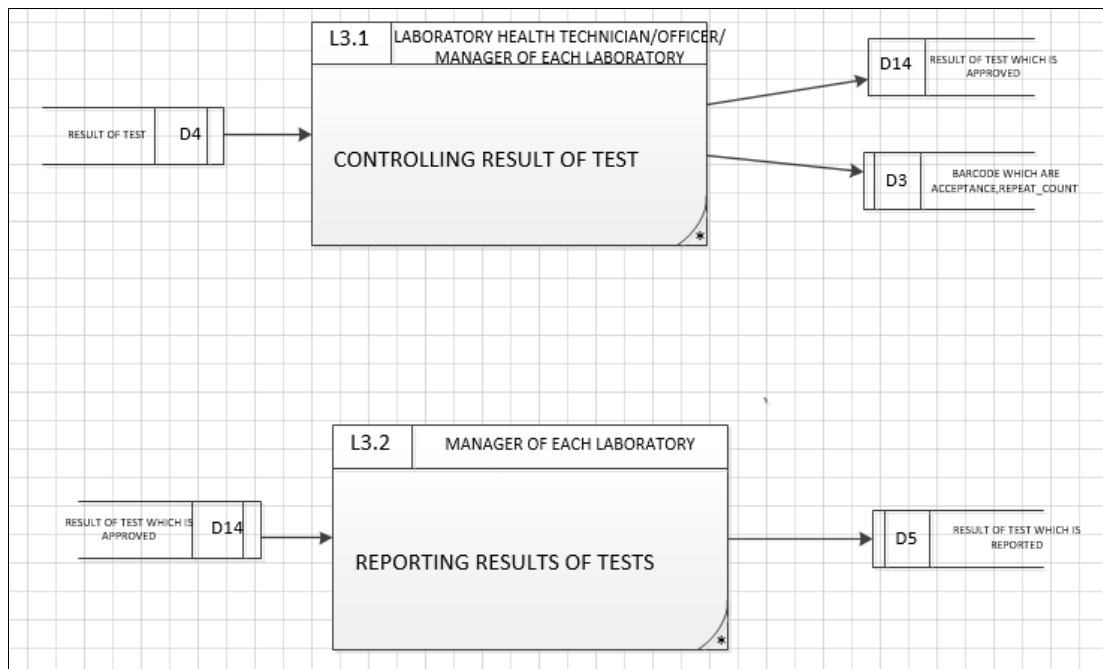 L3.1
LABORATORY HEALTH TECHNICIAN/OFFICER/
MANAGER OF EACH LABORATORY
RESULT OF TEST
D4
CONTROLLING RESULT OF TEST
*
D14
RESULT OF TEST WHICH IS
APPROVED
D3
BARCODE WHICH ARE
ACCEPTANCE,REPEAT_COUNT
L3.2
MANAGER OF EACH LABORATORY
RESULT OF TEST WHICH IS
APPROVED
D14
REPORTING RESULTS OF TESTS
*
D5
RESULT OF TEST WHICH IS
REPORTED